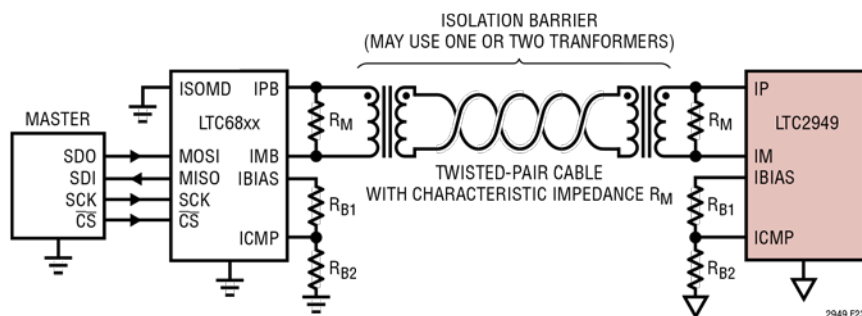 ISOLATION BARRIER
(MAY USE ONE OR TWO TRANFORMERS)
ISOMD
IPB
IP
MASTER
LTC68xx
RM
RM
LTC2949
SDO
MOSI
IMB
IM
SDI
MISO
IBIAS
TWISTED-PAIR CABLE
WITH CHARACTERISTIC IMPEDANCE RM
IBIAS
SCK
SCK
CS
CS
RB1
RB1
ICMP
ICMP
RB2
RB2
2949 F23